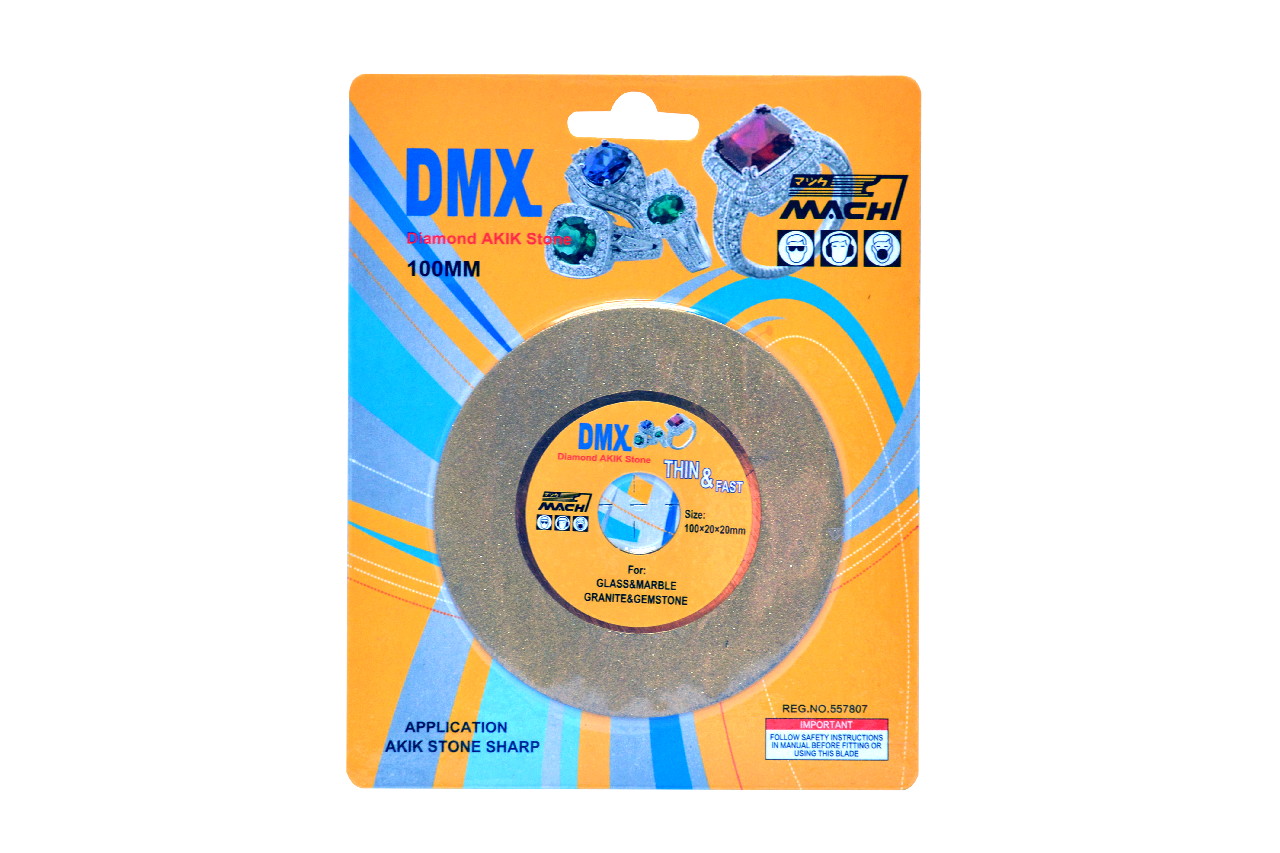 DMX
Diamond AKIK Stone
100MM
マッハ
MACH1
DMX
Diamond AKIK Stone
THIN & FAST
MACH1
Size:
100×20×20mm
For:
GLASS&MARBLE
GRANITE&GEMSTONE
APPLICATION
AKIK STONE SHARP
REG.NO.557807
IMPORTANT
FOLLOW SAFETY INSTRUCTIONS
IN MANUAL BEFORE FITTING OR
USING THIS BLADE